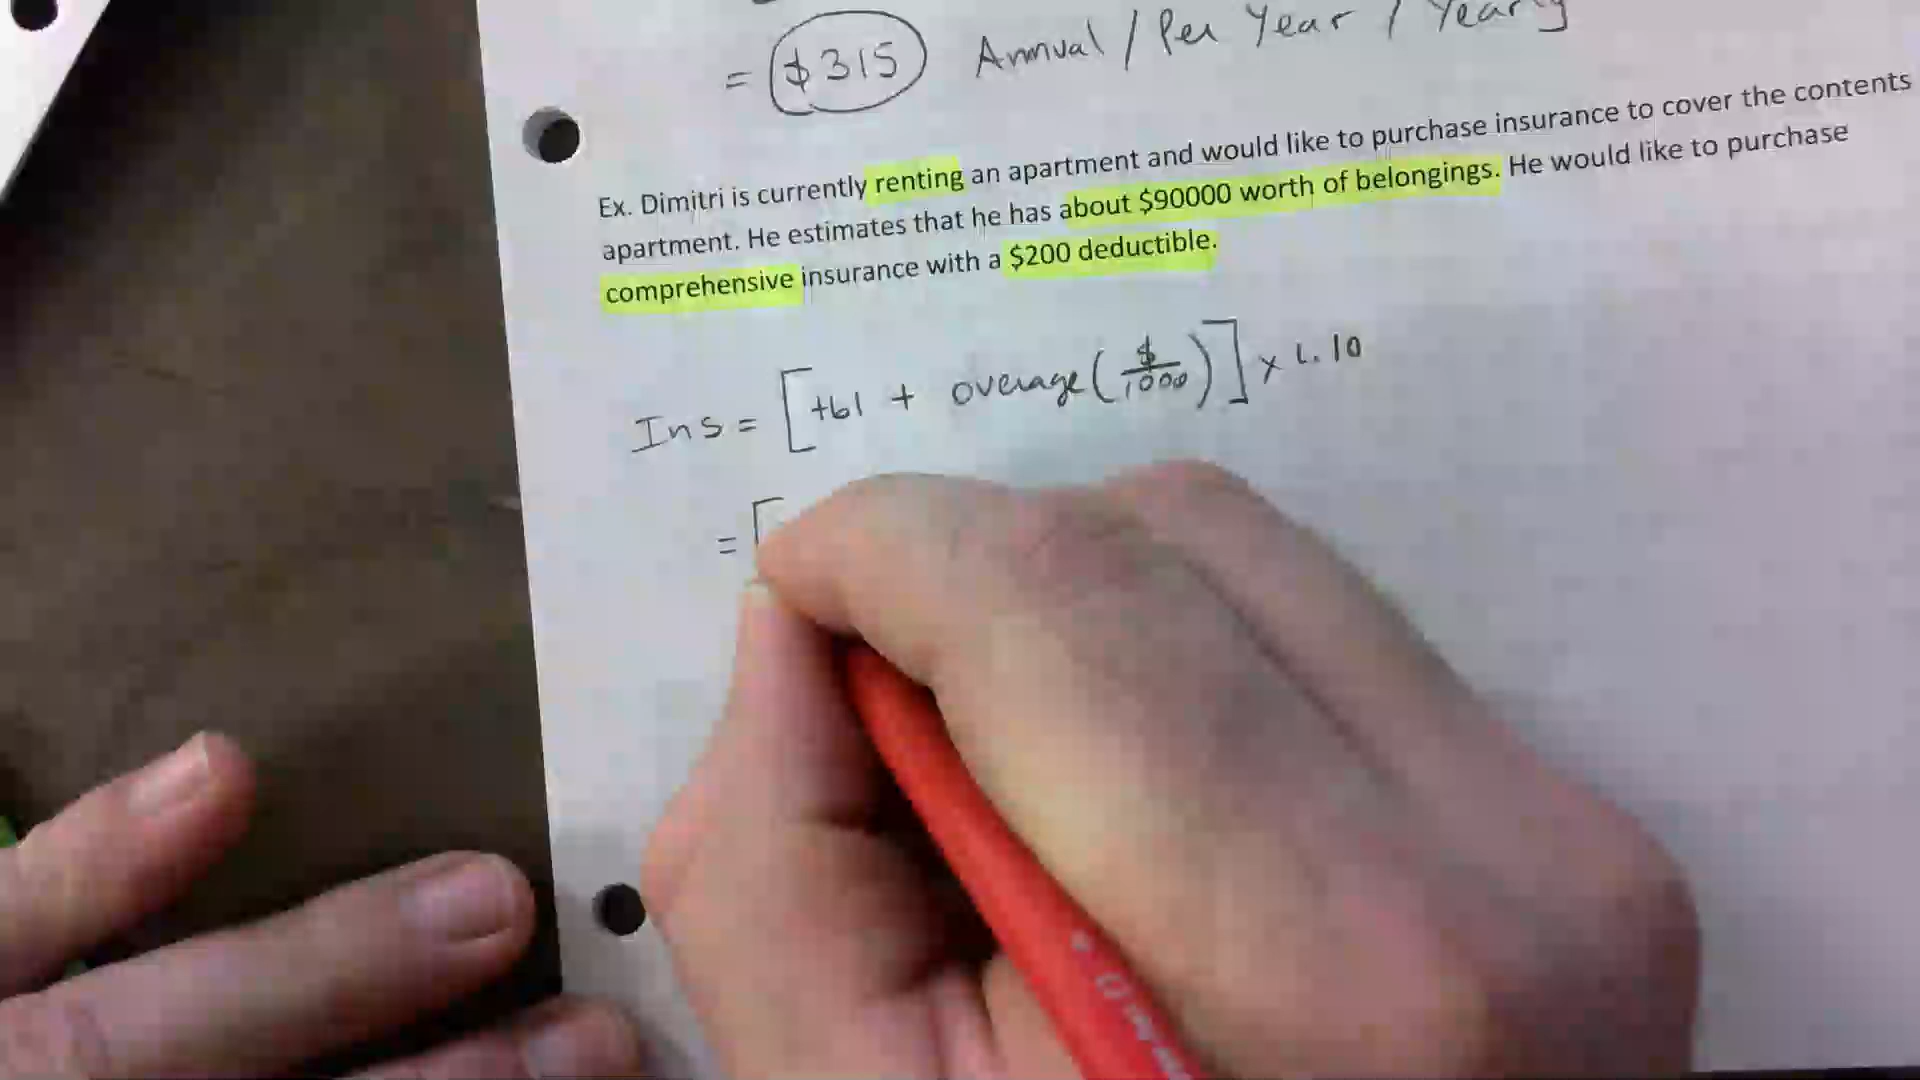 = $315 Annual / Per Year / Yearly
Ex. Dimitri is currently renting an apartment and would like to purchase insurance to cover the contents
apartment. He estimates that he has about $90000 worth of belongings. He would like to purchase
comprehensive insurance with a $200 deductible.
Ins = [tbl + overage($/1000)] x 1.10
= [